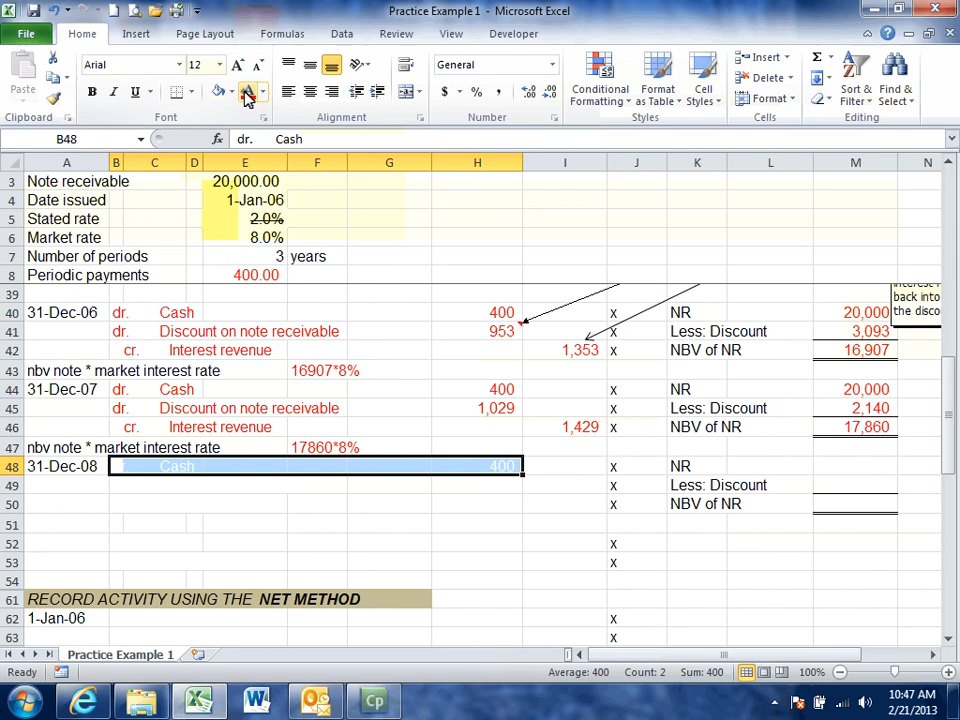 Practice Example 1 - Microsoft Excel
File Home Insert Page Layout Formulas Data Review View Developer
Paste Arial 12 General Conditional Formatting Format as Table Cell Styles Insert Delete Format Sort & Filter Find & Select
Clipboard Font Alignment Number Styles Cells Editing
B48 fx dr. Cash
A B C D E F G H I J K L M N
3 Note receivable 20,000.00
4 Date issued 1-Jan-06
5 Stated rate 2.0%
6 Market rate 8.0%
7 Number of periods 3 years
8 Periodic payments 400.00
39 back into
40 31-Dec-06 dr. Cash 400 x NR 20,000 the disco
41 dr. Discount on note receivable 953 x Less: Discount 3,093
42 cr. Interest revenue 1,353 x NBV of NR 16,907
43 nbv note * market interest rate 16907*8%
44 31-Dec-07 dr. Cash 400 x NR 20,000
45 dr. Discount on note receivable 1,029 x Less: Discount 2,140
46 cr. Interest revenue 1,429 x NBV of NR 17,860
47 nbv note * market interest rate 17860*8%
48 31-Dec-08 Cash 400 x NR
49 x Less: Discount
50 x NBV of NR
51
52 x
53 x
54
61 RECORD ACTIVITY USING THE NET METHOD
62 1-Jan-06 x
63 x
Practice Example 1
Ready Average: 400 Count: 2 Sum: 400 100%
10:47 AM
2/21/2013